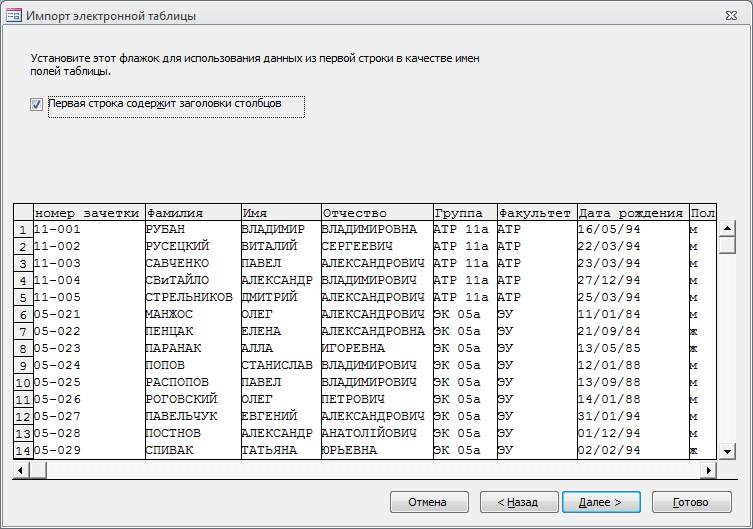 Импорт электронной таблицы
Установите этот флажок для использования данных из первой строки в качестве имен
полей таблицы.
Первая строка содержит заголовки столбцов
номер зачетки Фамилия Имя Отчество Группа Факультет Дата рождения Пол
1 11-001 РУБАН ВЛАДИМИР ВЛАДИМИРОВНА АТР 11а АТР 16/05/94 м
2 11-002 РУСЕЦКИЙ ВИТАЛИЙ СЕРГЕЕВИЧ АТР 11а АТР 22/03/94 м
3 11-003 САВЧЕНКО ПАВЕЛ АЛЕКСАНДРОВИЧ АТР 11а АТР 23/03/94 м
4 11-004 СВиТАЙЛО АЛЕКСАНДР ВЛАДИМИРОВИЧ АТР 11а АТР 27/12/94 м
5 11-005 СТРЕЛЬНИКОВ ДМИТРИЙ АЛЕКСАНДРОВИЧ АТР 11а АТР 25/03/94 м
6 05-021 МАНЖОС ОЛЕГ АЛЕКСАНДРОВИЧ ЭК 05а ЭУ 11/01/84 м
7 05-022 ПЕНЦАК ЕЛЕНА АЛЕКСАНДРОВНА ЭК 05а ЭУ 21/09/84 ж
8 05-023 ПАРАНАК АЛЛА ИГОРЕВНА ЭК 05а ЭУ 13/05/85 ж
9 05-024 ПОПОВ СТАНИСЛАВ ВЛАДИМИРОВИЧ ЭК 05а ЭУ 12/01/88 м
10 05-025 РАСПОПОВ ПАВЕЛ ВЛАДИМИРОВИЧ ЭК 05а ЭУ 13/09/88 м
11 05-026 РОГОВСКИЙ ОЛЕГ ПЕТРОВИЧ ЭК 05а ЭУ 14/01/88 м
12 05-027 ПАВЕЛЬЧУК ЕВГЕНИЙ АЛЕКСАНДРОВИЧ ЭК 05а ЭУ 31/01/94 м
13 05-028 ПОСТНОВ АЛЕКСАНДР АНАТОЛІЙОВИЧ ЭК 05а ЭУ 01/12/94 м
14 05-029 СПИВАК ТАТЬЯНА ЮРЬЕВНА ЭК 05а ЭУ 02/02/94 ж
Отмена < Назад Далее > Готово